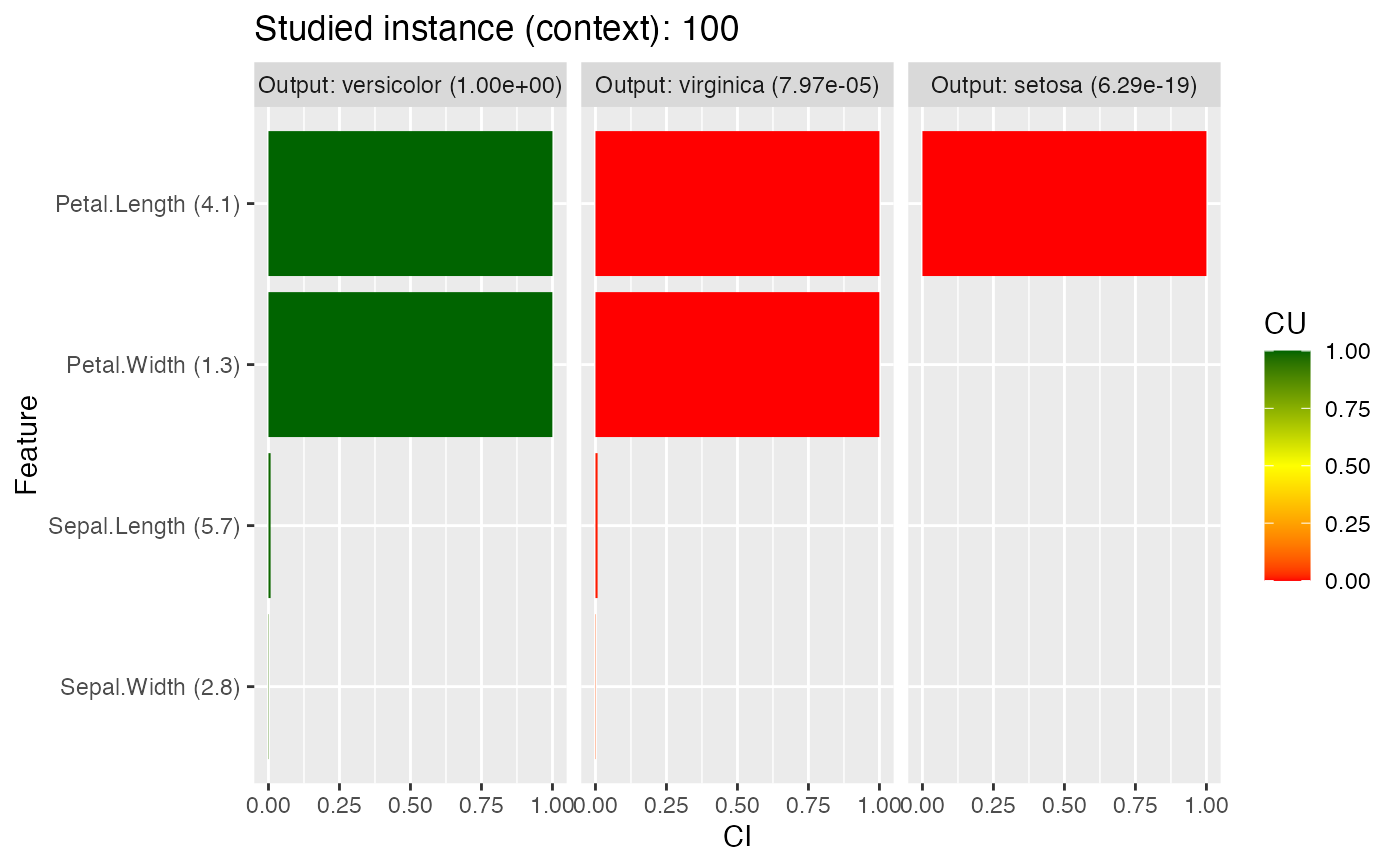 Studied instance (context): 100
Output: versicolor (1.00e+00)
Output: virginica (7.97e-05)
Output: setosa (6.29e-19)
Petal.Length (4.1)
Petal.Width (1.3)
Sepal.Length (5.7)
Sepal.Width (2.8)
Feature
0.00 0.25 0.50 0.75 1.00
0.00 0.25 0.50 0.75 1.00
0.00 0.25 0.50 0.75 1.00
CI
CU
1.00
0.75
0.50
0.25
0.00